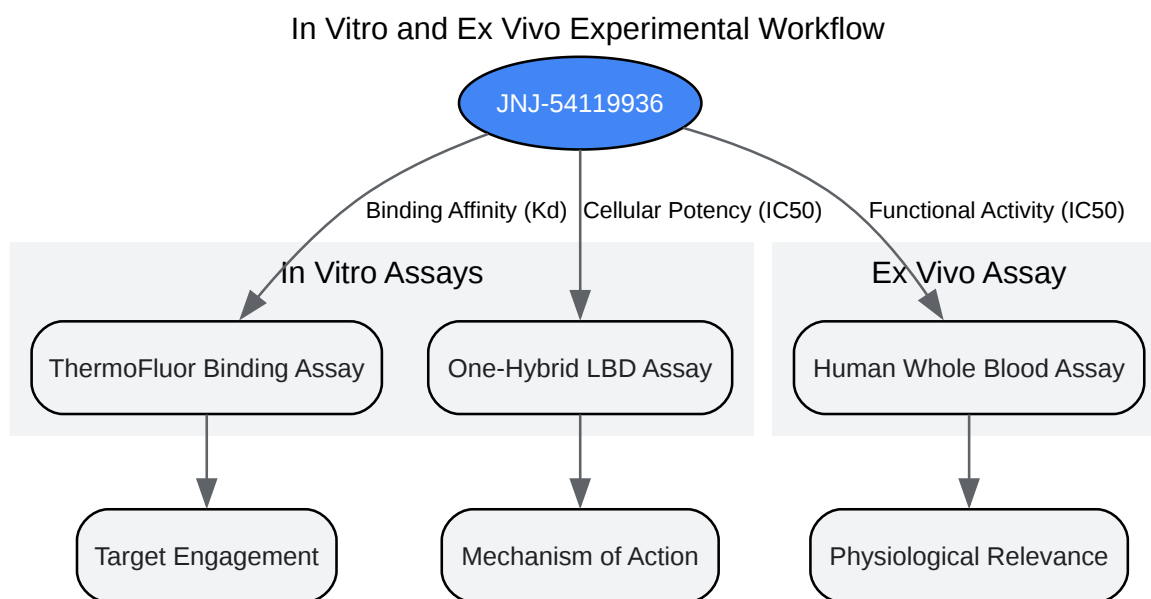 In Vitro and Ex Vivo Experimental Workflow
JNJ-54119936
Binding Affinity (Kd)
Cellular Potency (IC50)
Functional Activity (IC50)
In Vitro Assays
Ex Vivo Assay
ThermoFluor Binding Assay
One-Hybrid LBD Assay
Human Whole Blood Assay
Target Engagement
Mechanism of Action
Physiological Relevance